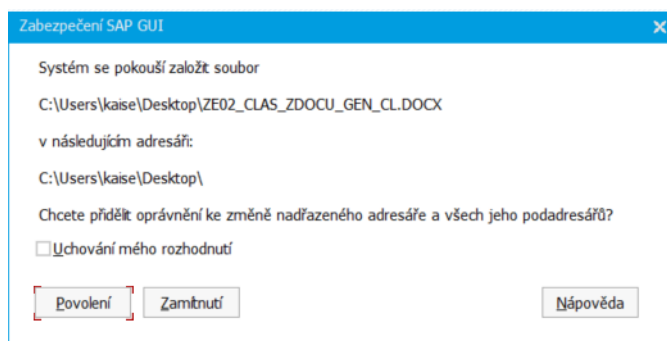 Zabezpečení SAP GUI
Systém se pokouší založit soubor
C:\Users\kaise\Desktop\ZE02_CLAS_ZDOCU_GEN_CL.DOCX
v následujícím adresáři:
C:\Users\kaise\Desktop\
Chcete přidělit oprávnění ke změně nadřazeného adresáře a všech jeho podadresářů?
Uchování mého rozhodnutí
Povolení Zamítnutí Nápověda